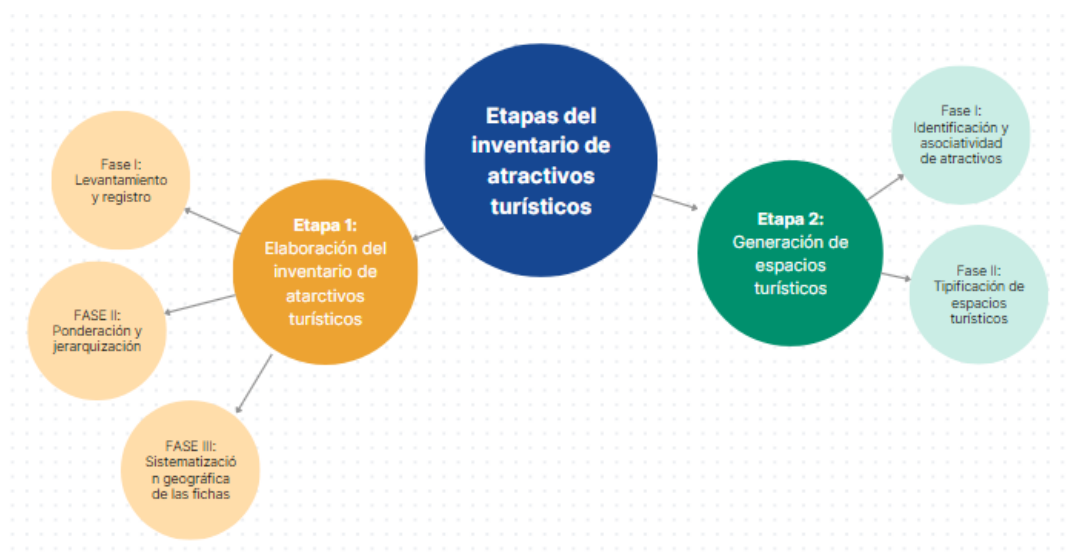 Etapas del
inventario de
atractivos
turísticos
Etapa 1:
Elaboración del
inventario de
atarctivos
turísticos
Fase I:
Levantamiento
y registro
FASE II:
Ponderación y
jerarquización
FASE III:
Sistematizació
n geográfica
de las fichas
Etapa 2:
Generación de
espacios
turísticos
Fase I:
Identificación y
asociatividad
de atractivos
Fase II:
Tipificación de
espacios
turísticos